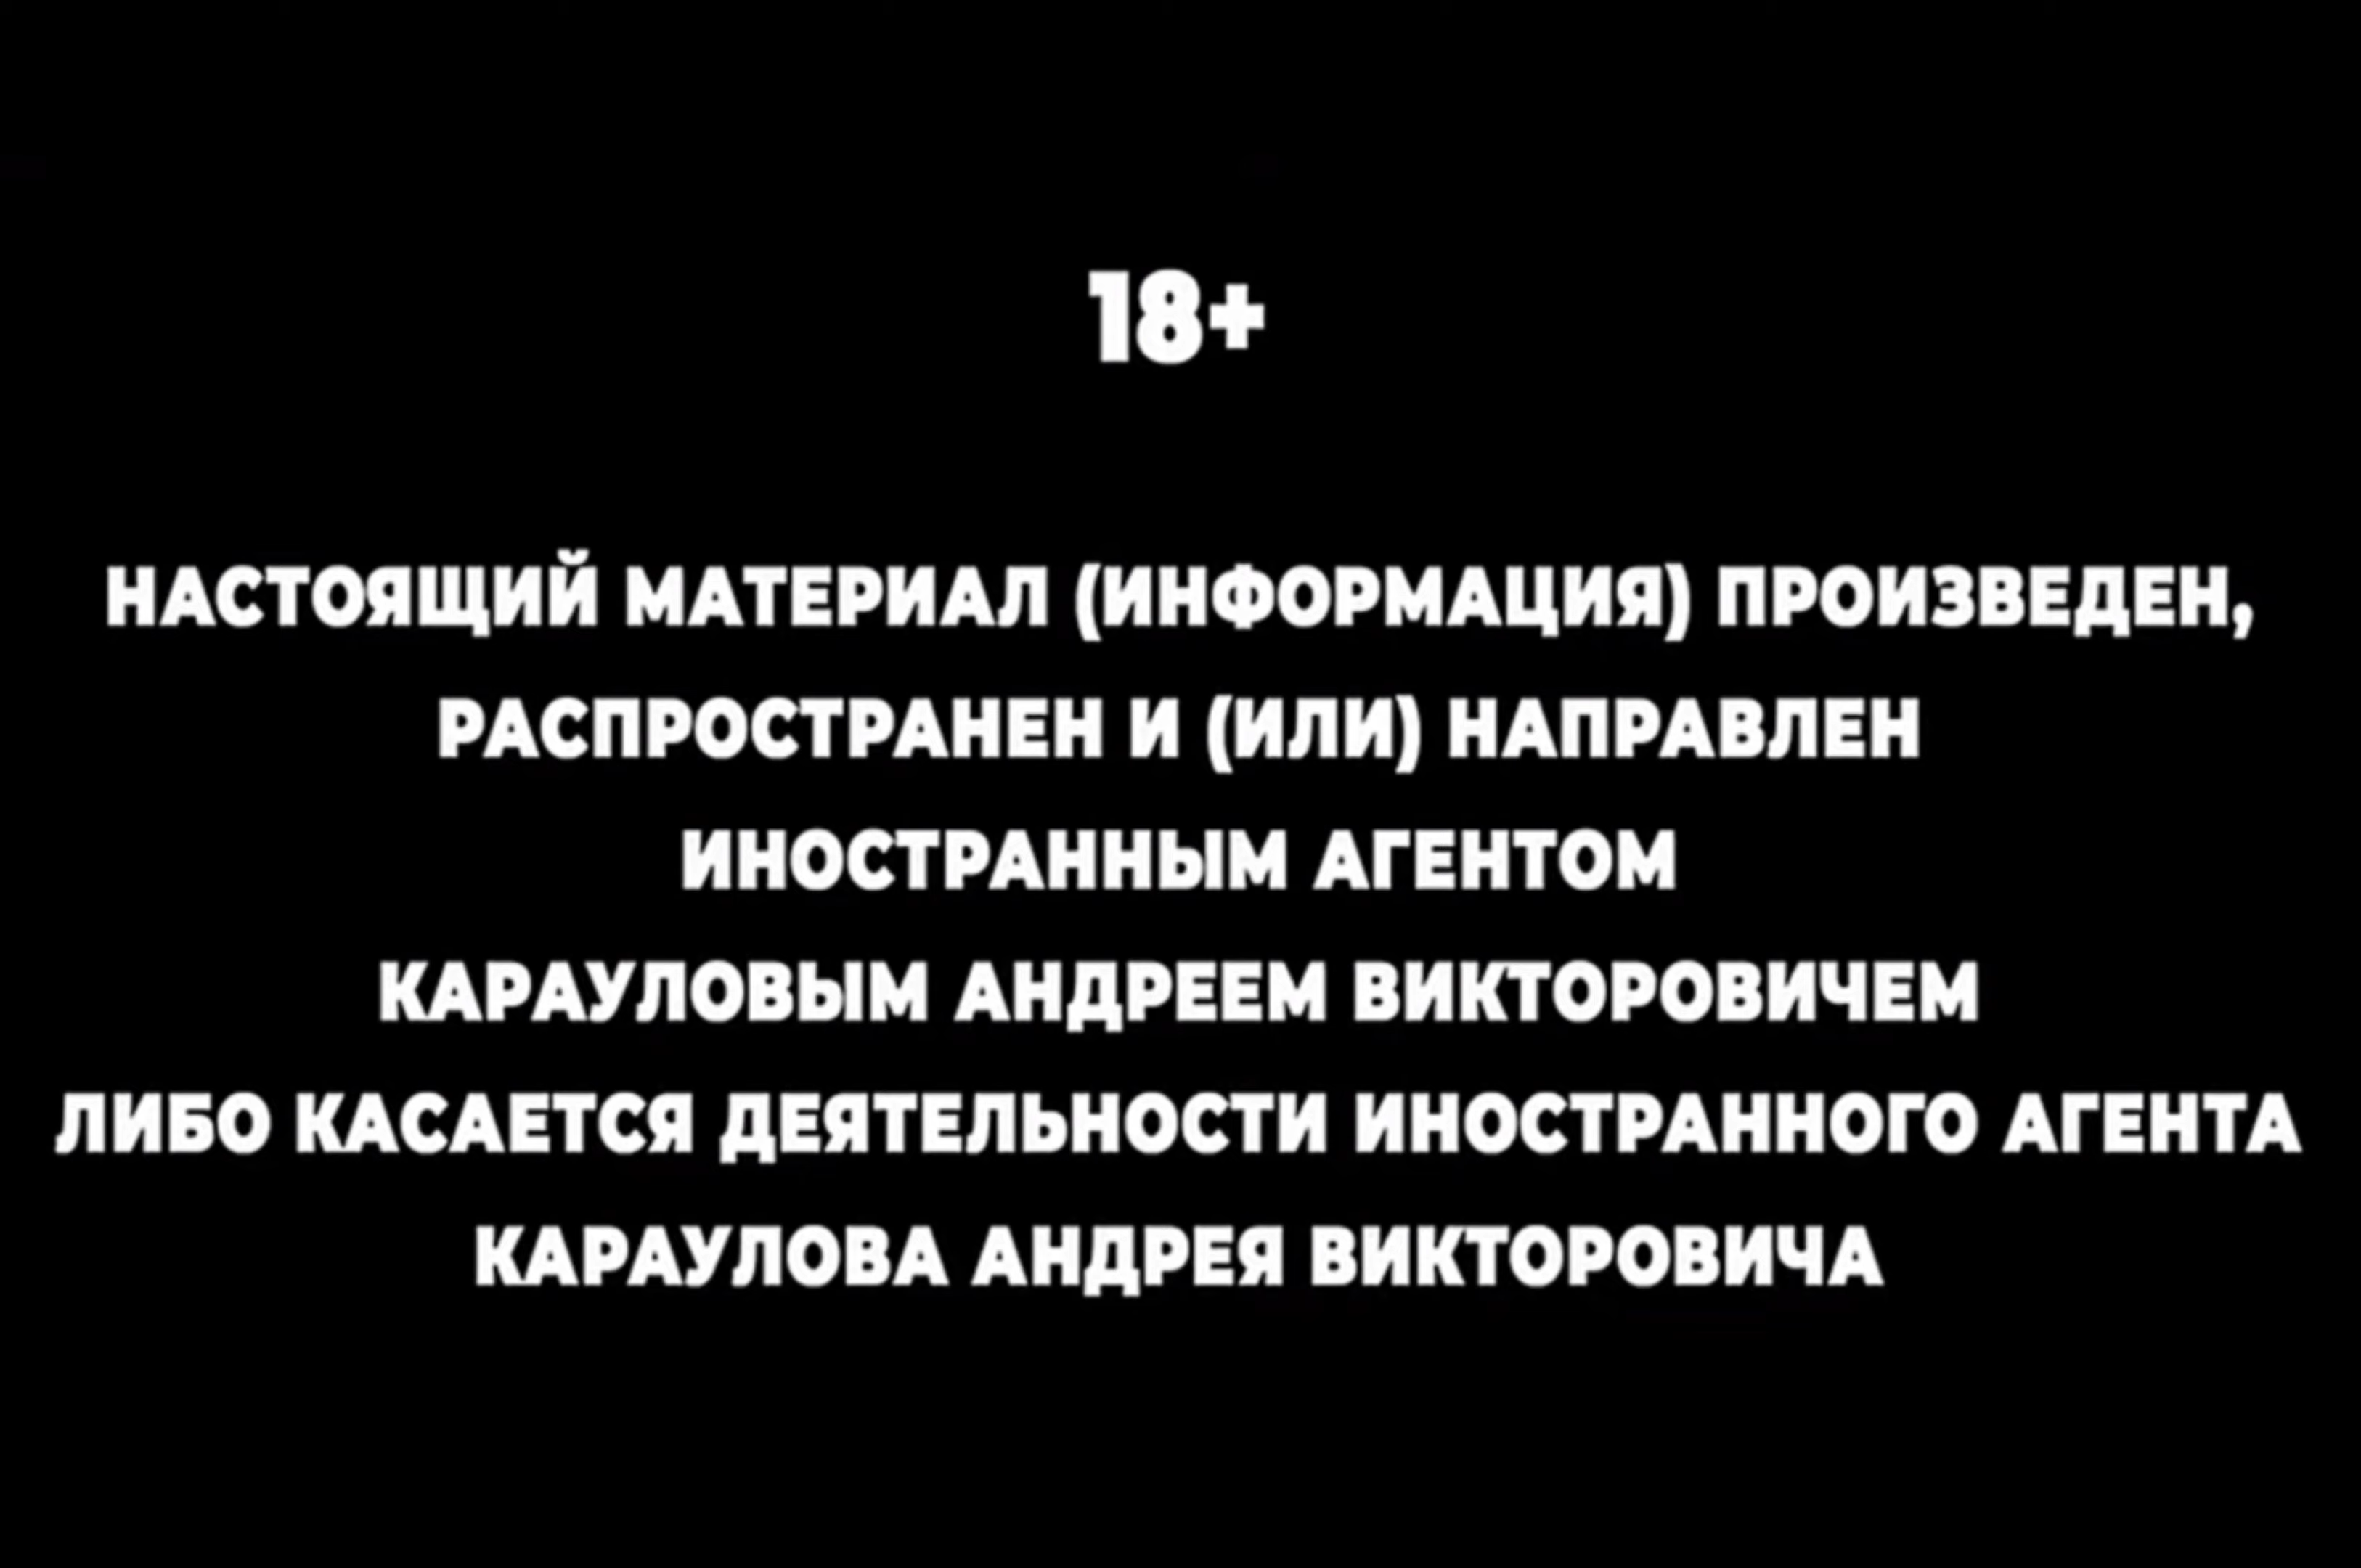 18+
НАСТОЯЩИЙ МАТЕРИАЛ (ИНФОРМАЦИЯ) ПРОИЗВЕДЕН,
РАСПРОСТРАНЕН И (ИЛИ) НАПРАВЛЕН
ИНОСТРАННЫМ АГЕНТОМ
КАРАУЛОВЫМ АНДРЕЕМ ВИКТОРОВИЧЕМ
ЛИБО КАСАЕТСЯ ДЕЯТЕЛЬНОСТИ ИНОСТРАННОГО АГЕНТА
КАРАУЛОВА АНДРЕЯ ВИКТОРОВИЧА